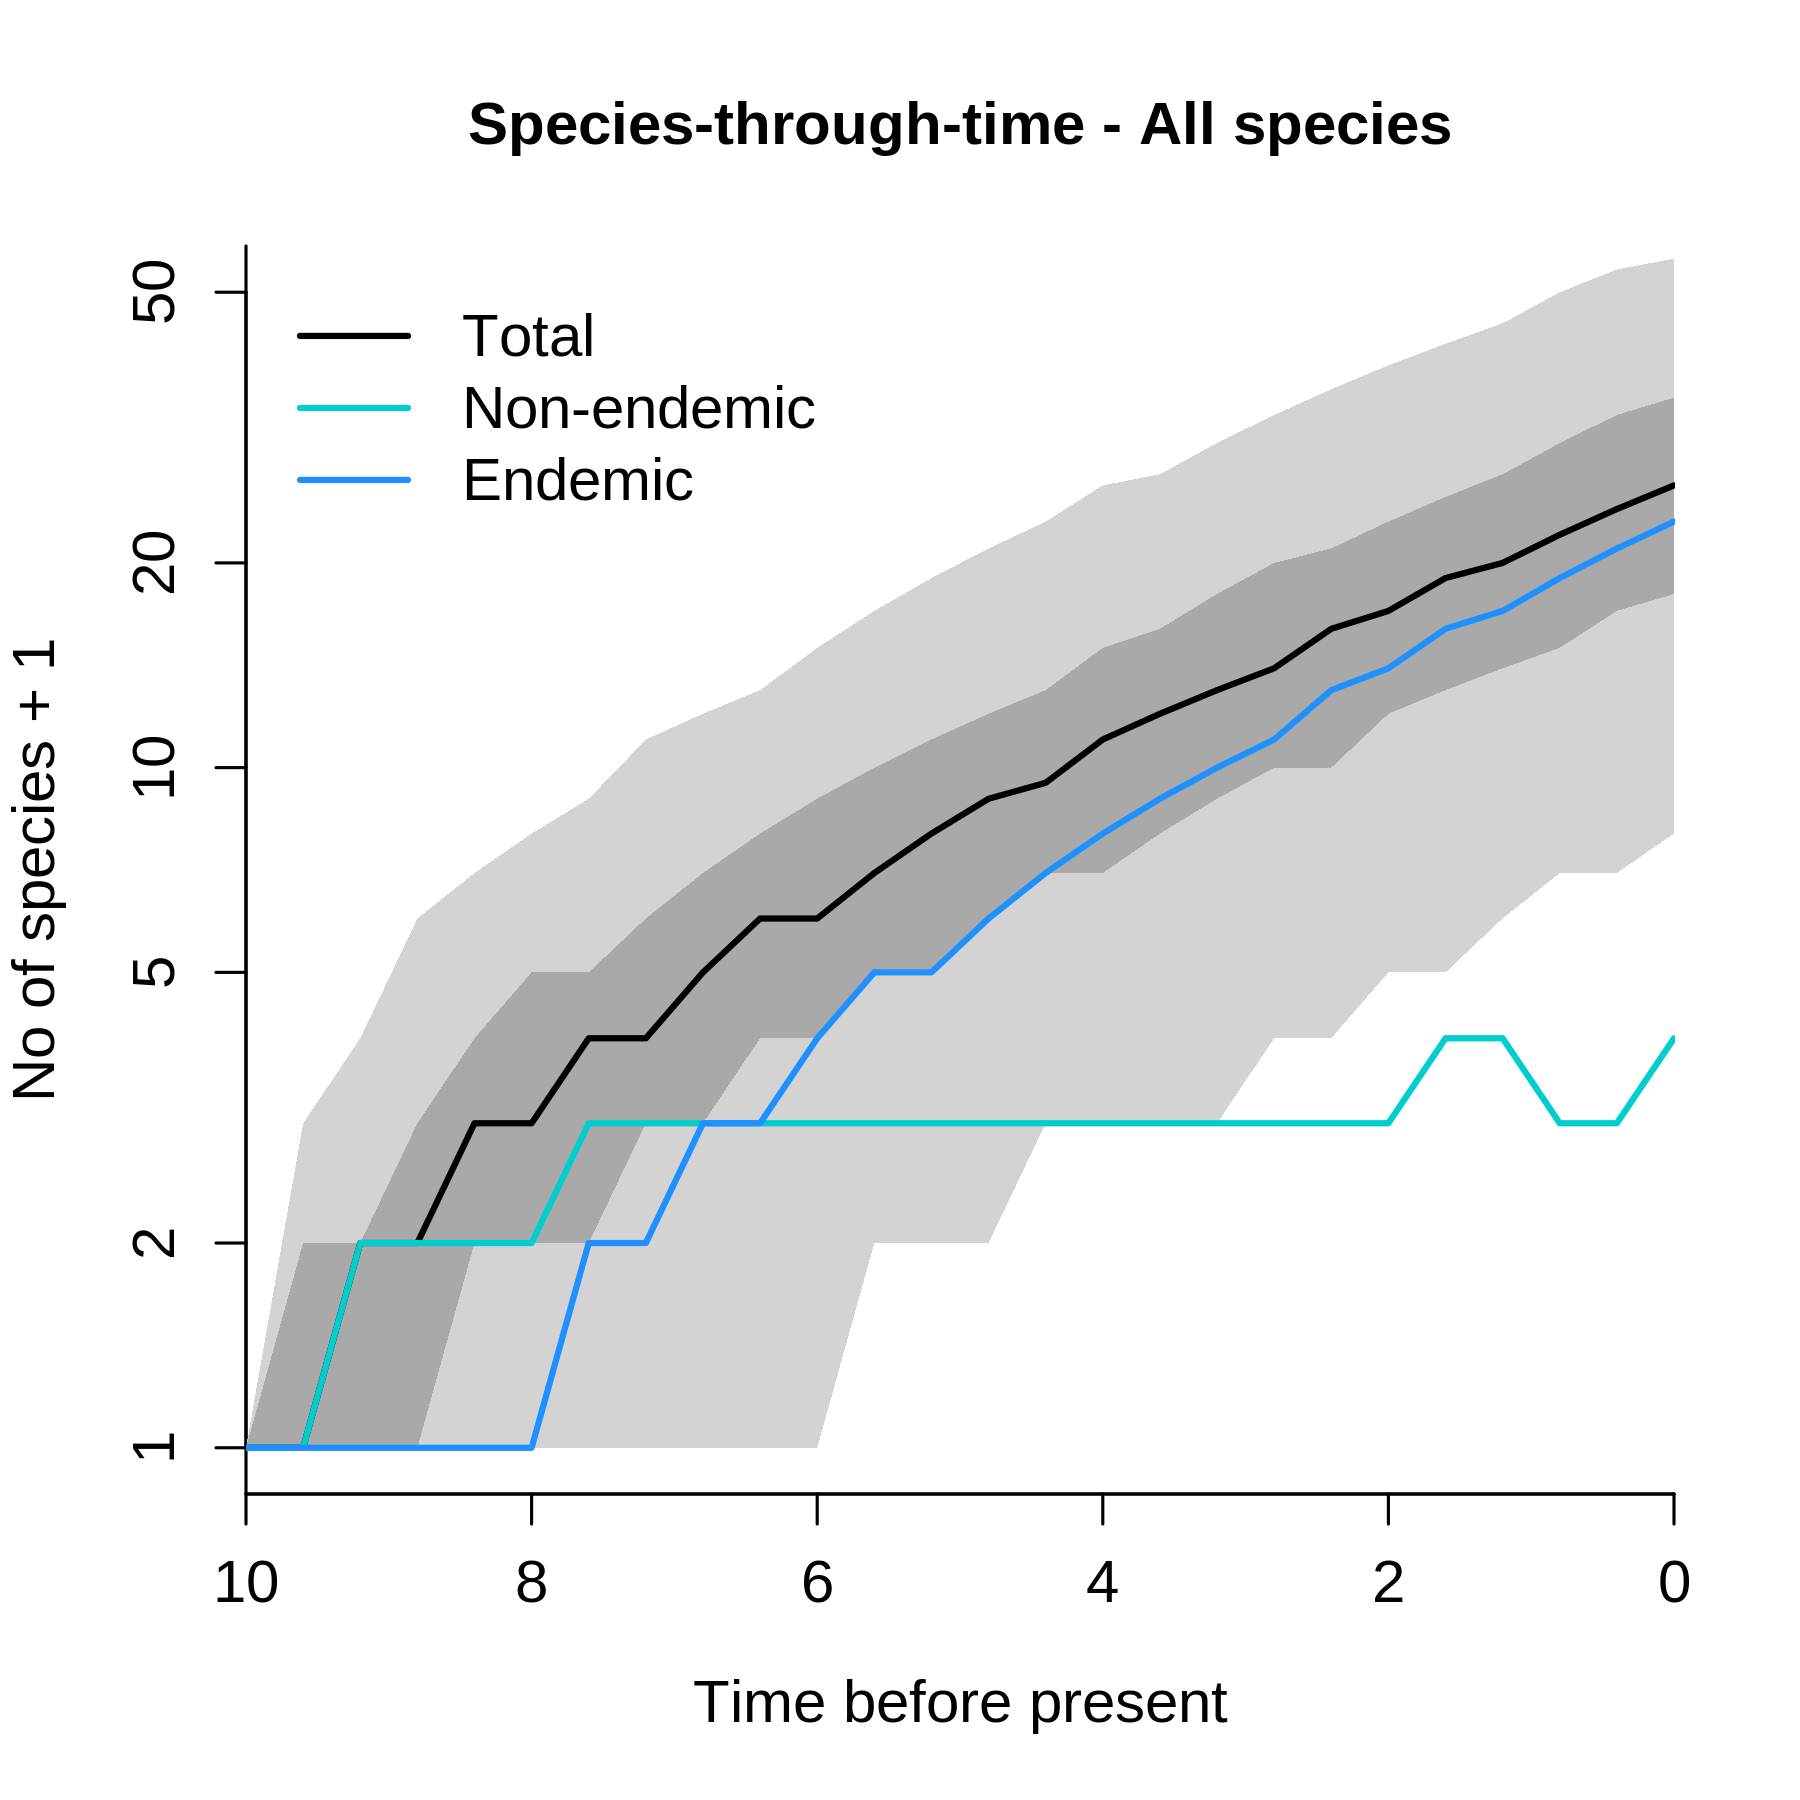 Species-through-time - All species
Total
Non-endemic
Endemic
No of species + 1
50
20
10
5
2
1
10 8 6 4 2 0
Time before present